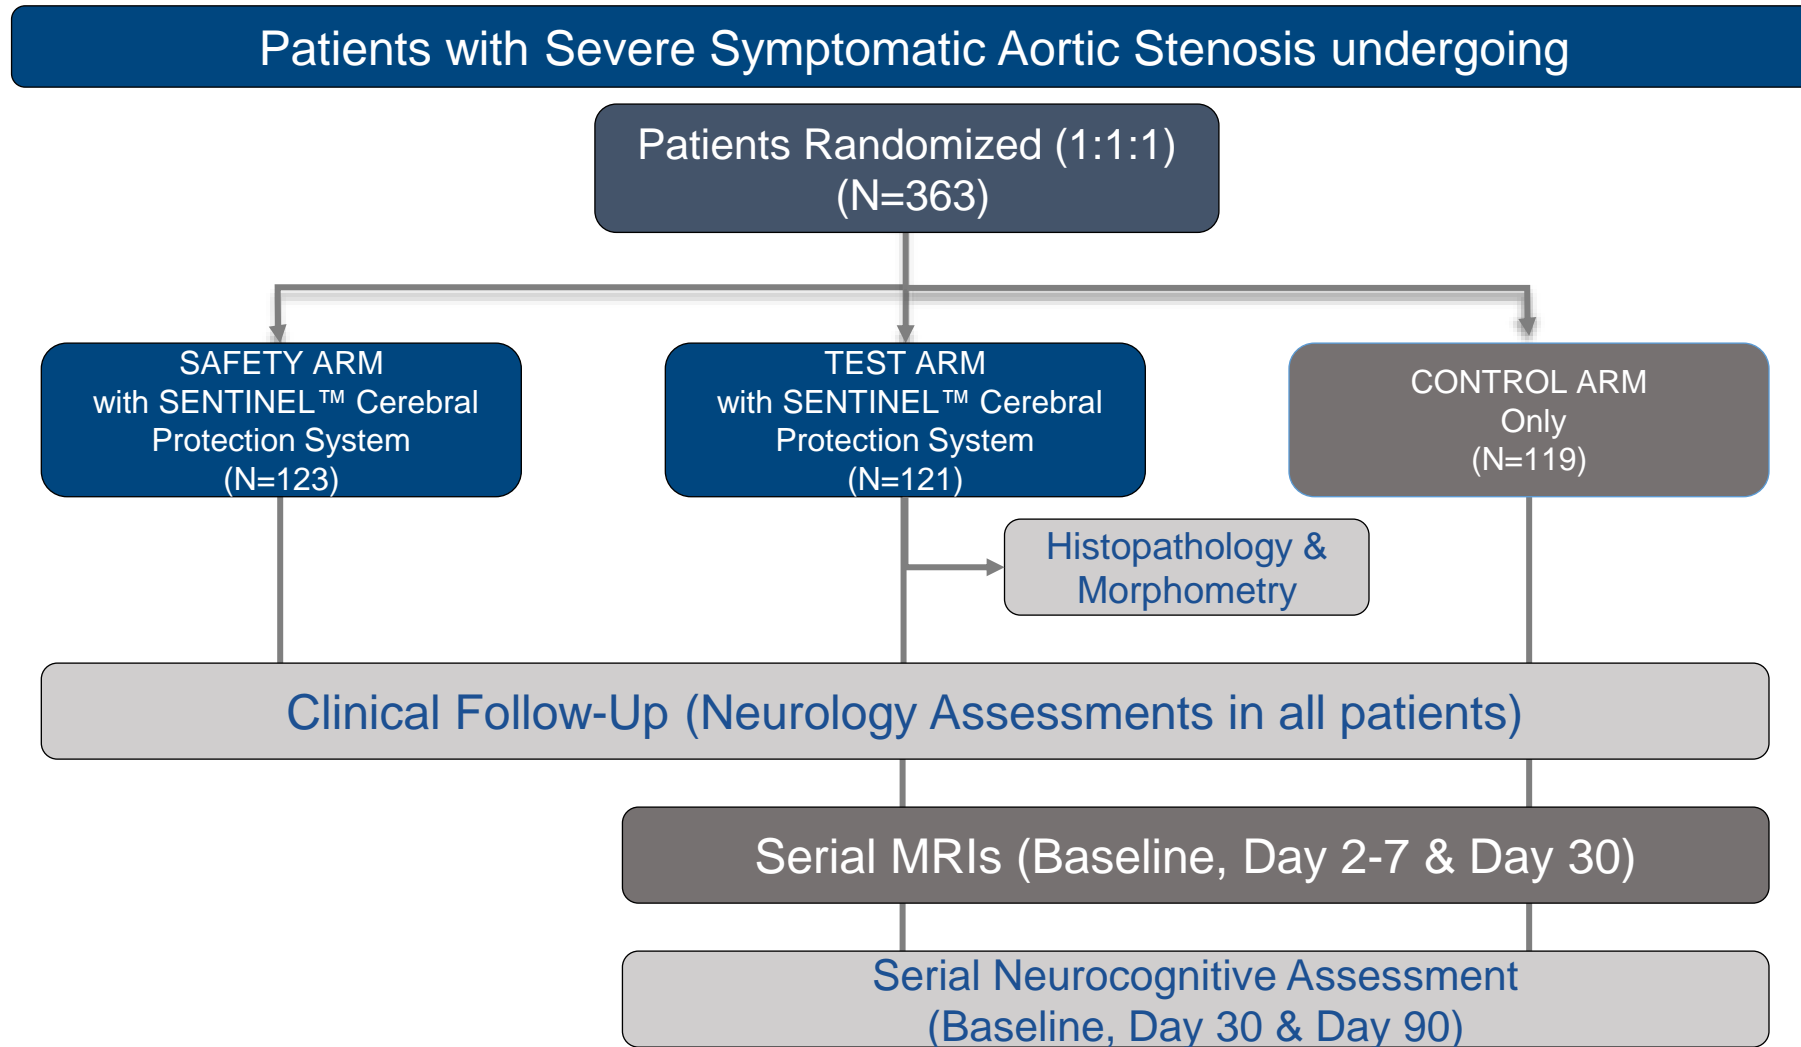 Patients with Severe Symptomatic Aortic Stenosis undergoing
Patients Randomized (1:1:1)
(N=363)
SAFETY ARM
with SENTINEL™ Cerebral
Protection System
(N=123)
TEST ARM
with SENTINEL™ Cerebral
Protection System
(N=121)
CONTROL ARM
Only
(N=119)
Histopathology &
Morphometry
Clinical Follow-Up (Neurology Assessments in all patients)
Serial MRIs (Baseline, Day 2-7 & Day 30)
Serial Neurocognitive Assessment
(Baseline, Day 30 & Day 90)